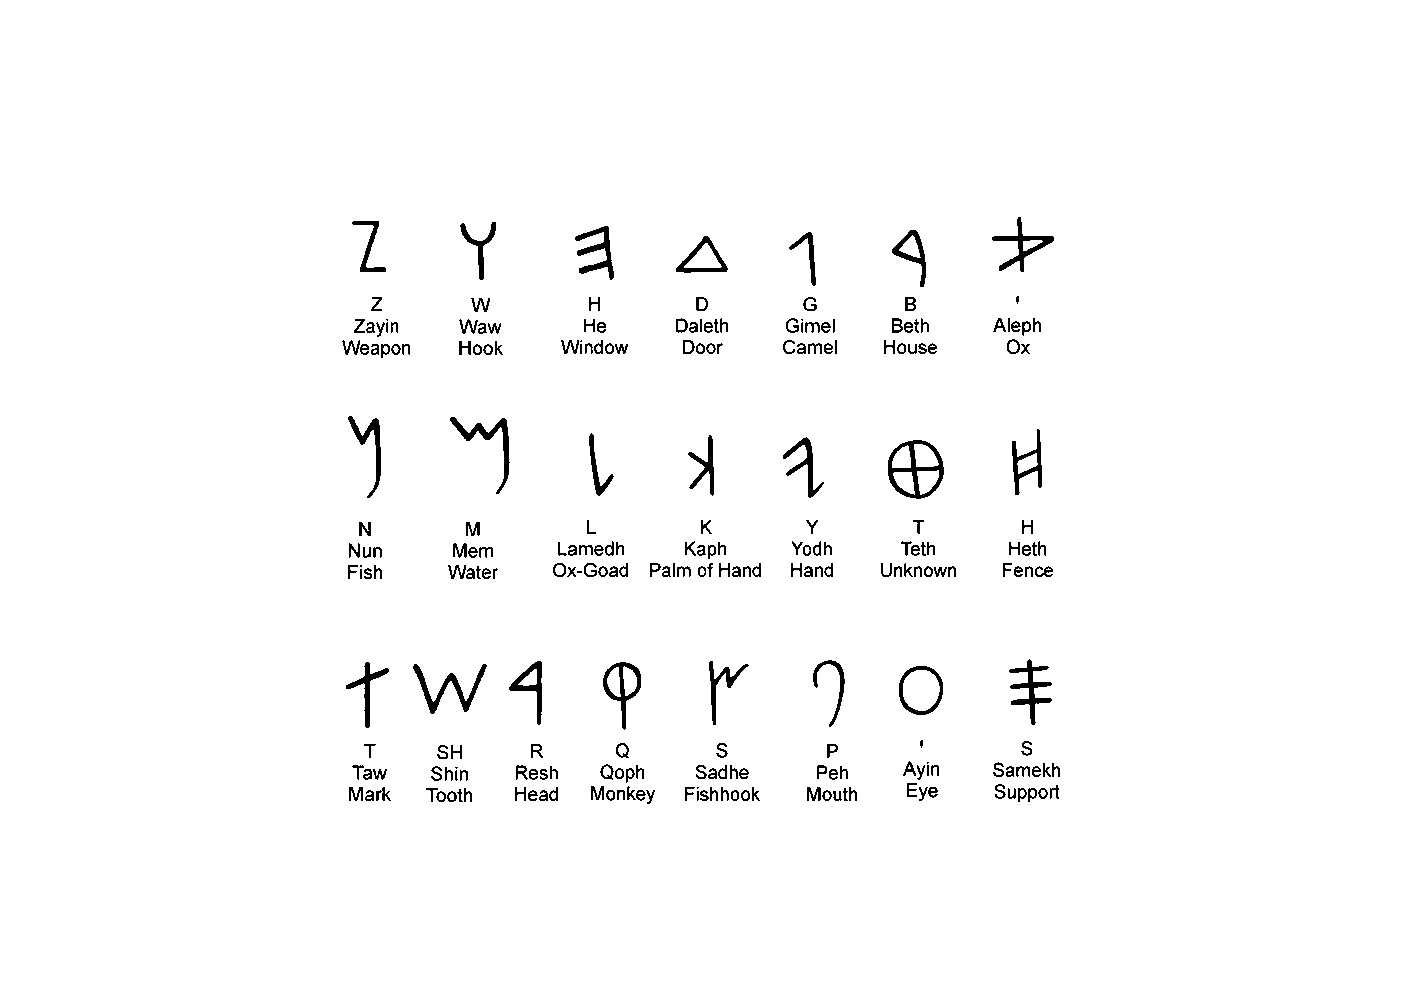 𐤆 𐤅 𐤄 𐤃 𐤂 𐤁 𐤀
Z W H D G B '
Zayin Waw He Daleth Gimel Beth Aleph
Weapon Hook Window Door Camel House Ox
𐤍 𐤌 𐤋 𐤊 𐤉 𐤈 𐤇
N M L K Y T H
Nun Mem Lamedh Kaph Yodh Teth Heth
Fish Water Ox-Goad Palm of Hand Hand Unknown Fence
𐤕 𐤔 𐤓 𐤒 𐤑 𐤐 𐤏 𐤎
T SH R Q S P ' S
Taw Shin Resh Qoph Sadhe Peh Ayin Samekh
Mark Tooth Head Monkey Fishhook Mouth Eye Support